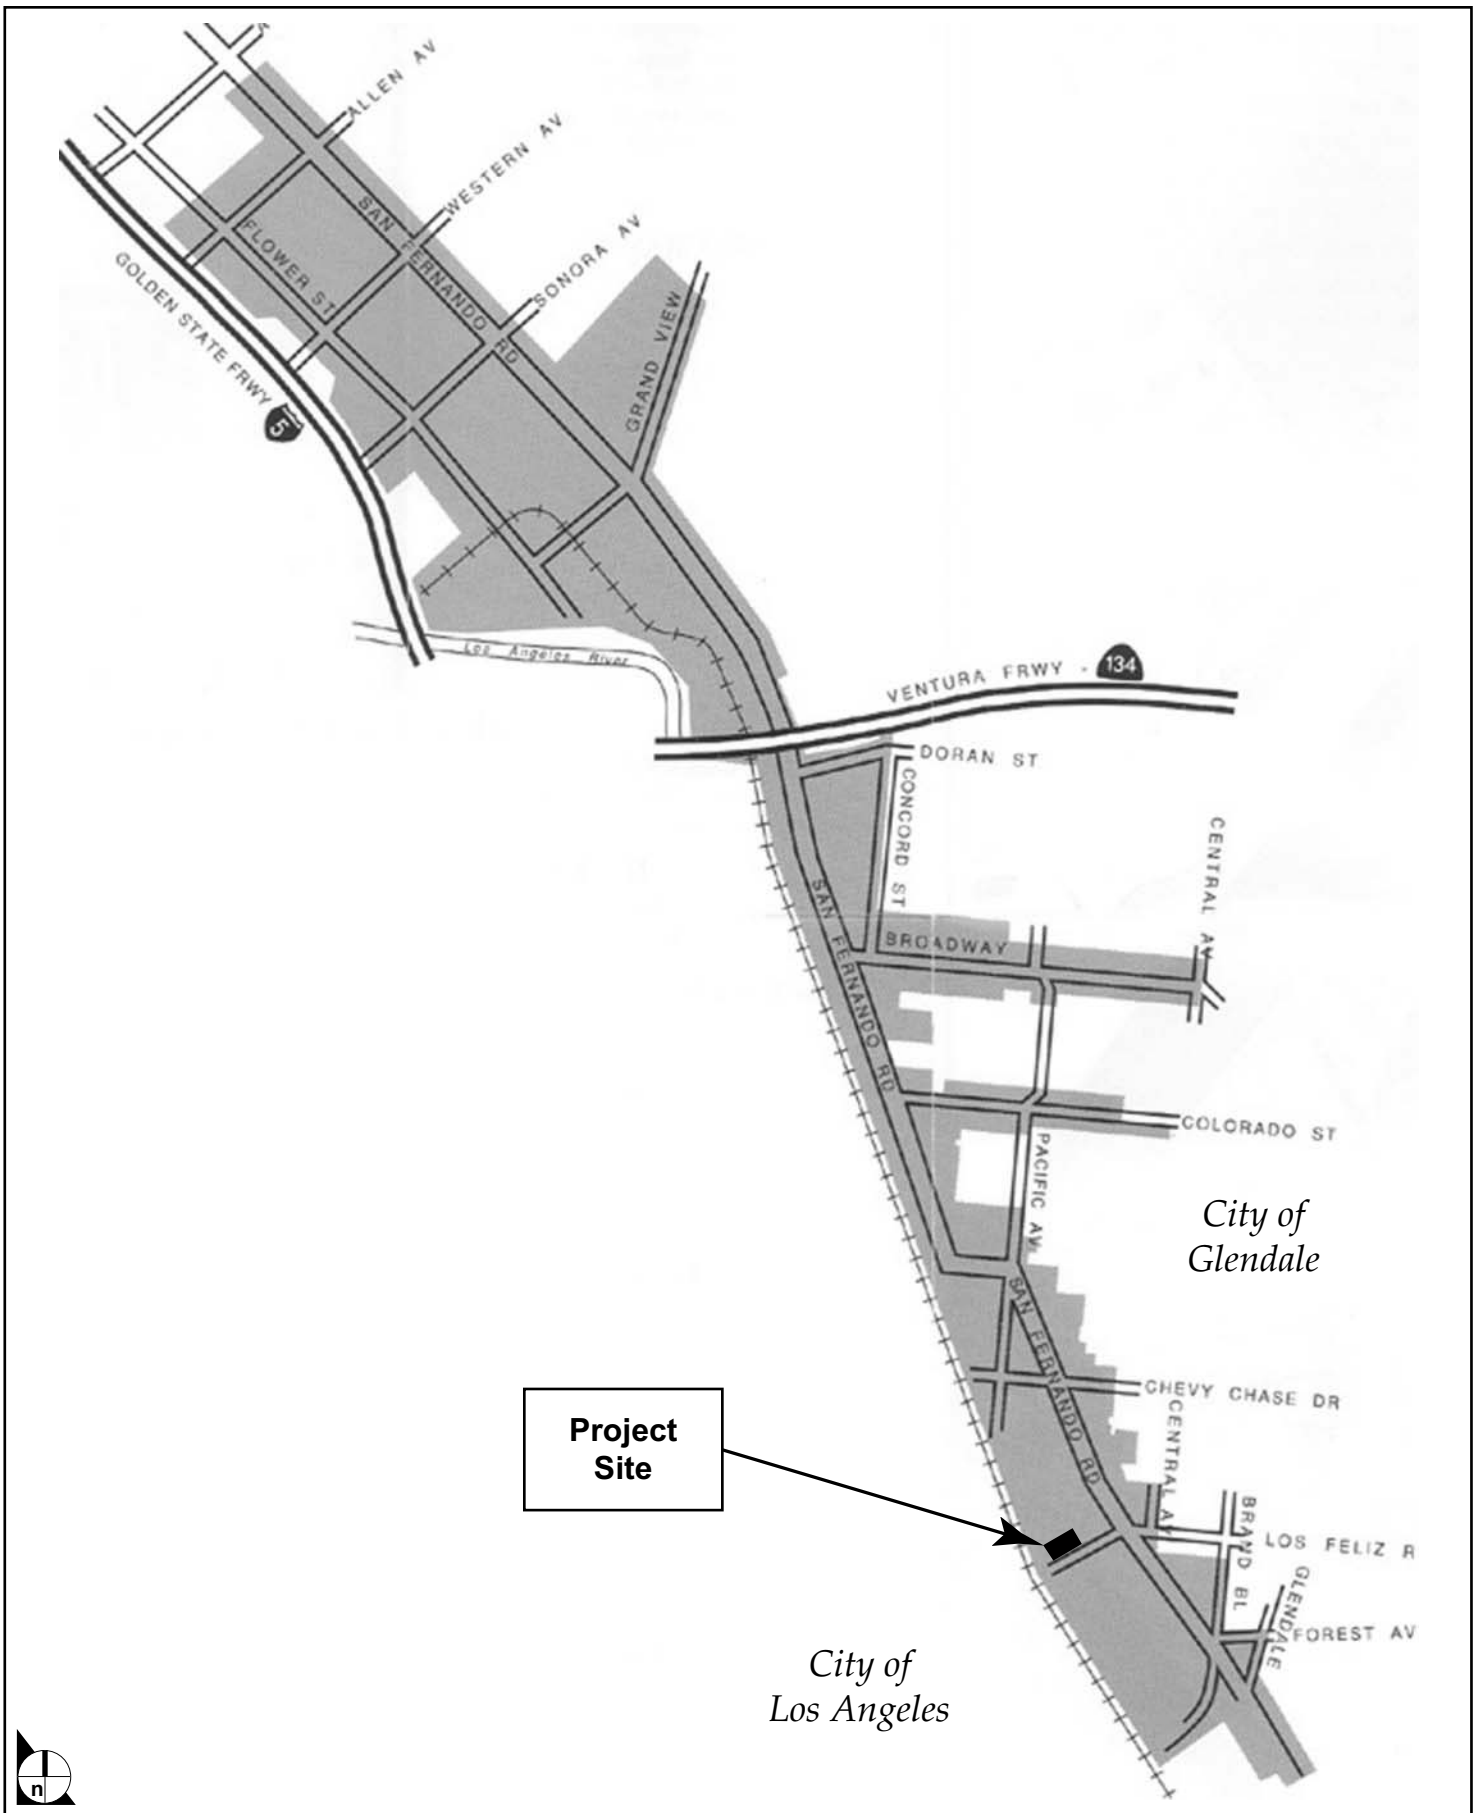 ALLEN AV
WESTERN AV
SAN FERNANDO RD
SONORA AV
FLOWER ST
GOLDEN STATE FRWY
5
GRAND VIEW
Los Angeles River
VENTURA FRWY - 134
DORAN ST
CONCORD ST
CENTRAL AV
SAN FERNANDO RD
BROADWAY
COLORADO ST
PACIFIC AV
City of
Glendale
SAN FERNANDO RD
CHEVY CHASE DR
CENTRAL AV
Project
Site
BRAND BL
LOS FELIZ R
GLENDALE
FOREST AV
City of
Los Angeles
n